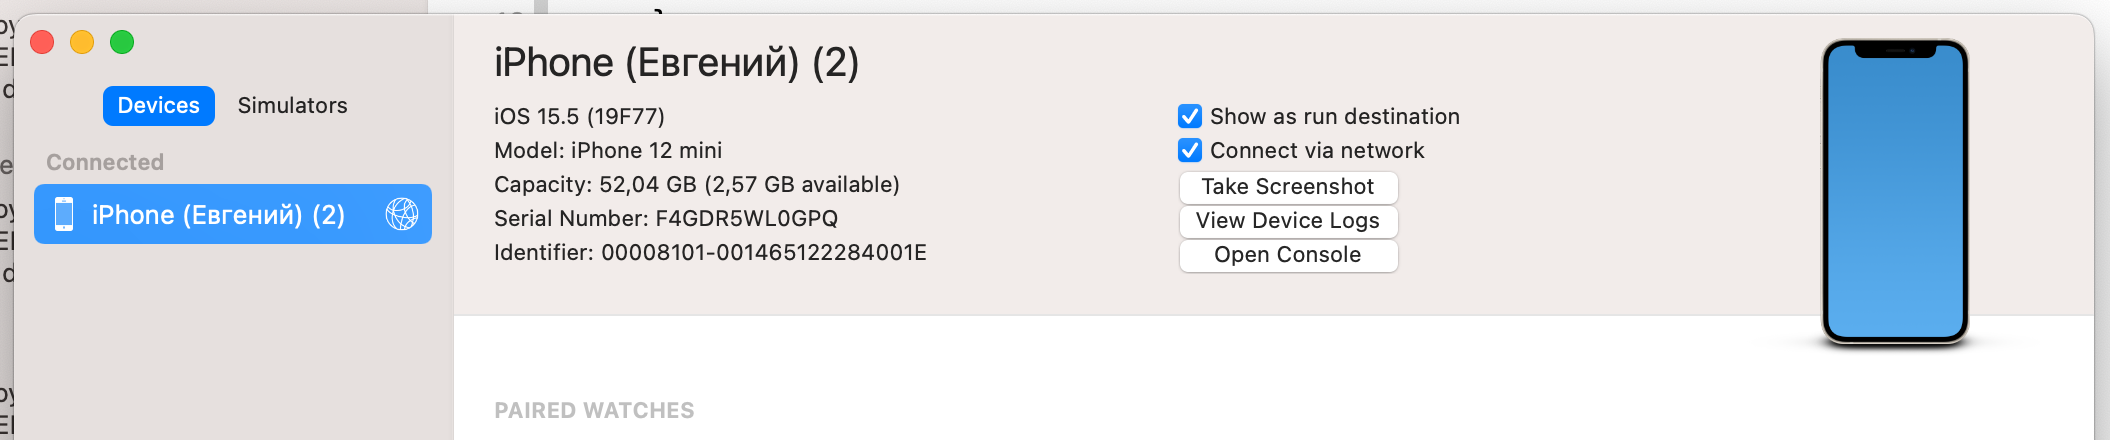 Devices
Simulators
Connected
iPhone (Евгений) (2)
iPhone (Евгений) (2)
iOS 15.5 (19F77)
Model: iPhone 12 mini
Capacity: 52,04 GB (2,57 GB available)
Serial Number: F4GDR5WL0GPQ
Identifier: 00008101-001465122284001E
Show as run destination
Connect via network
Take Screenshot
View Device Logs
Open Console
PAIRED WATCHES